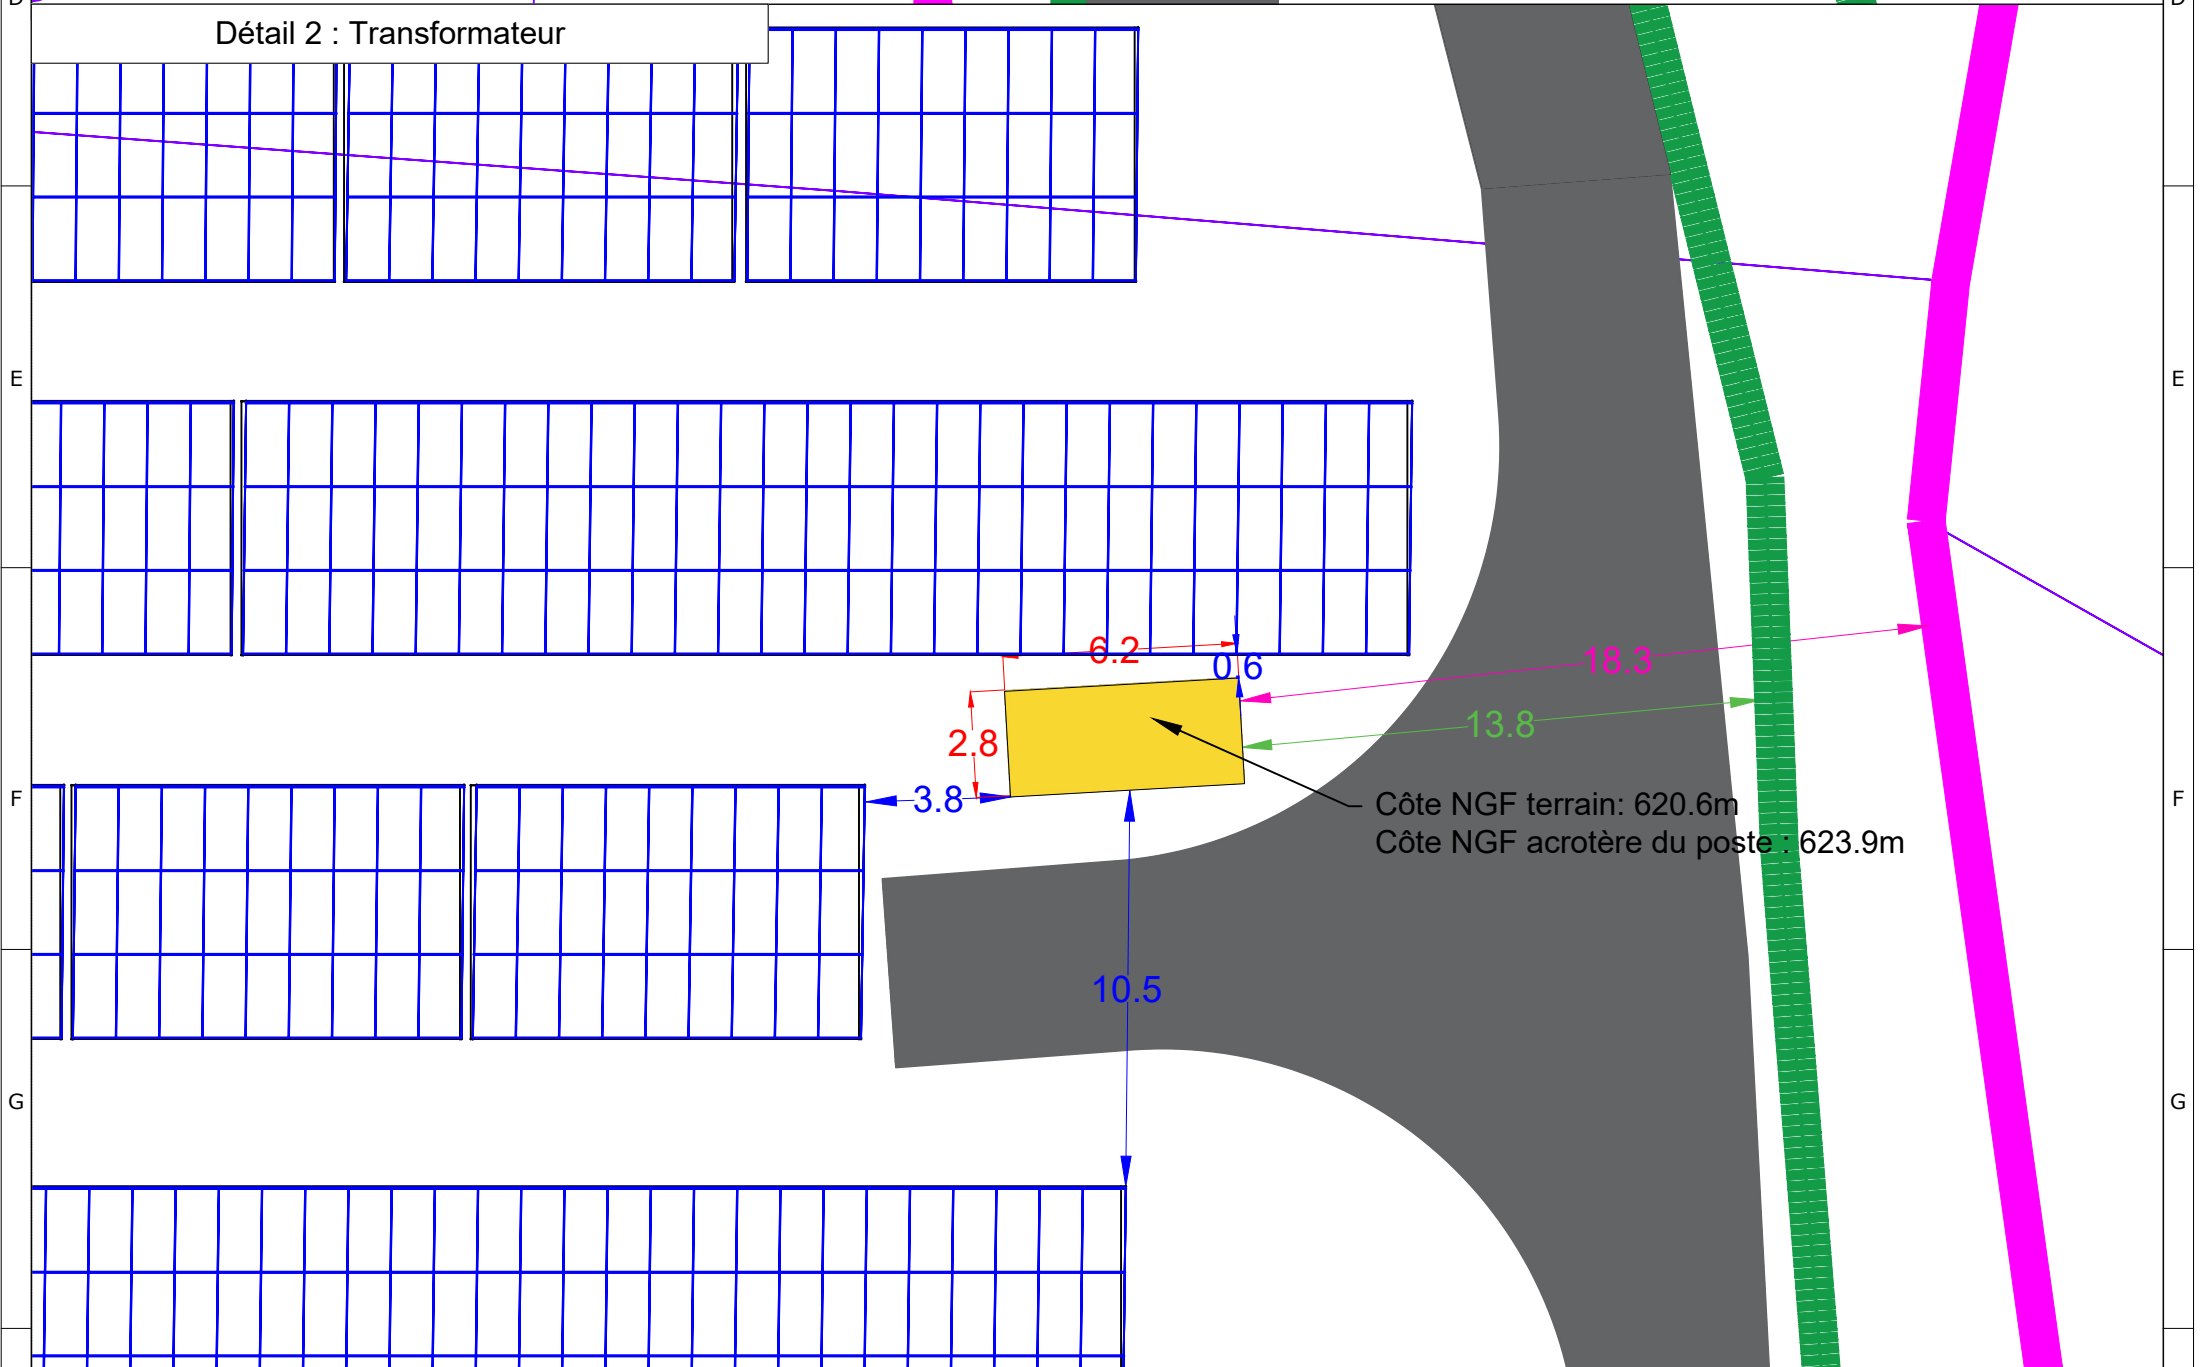 D
D
Détail 2 : Transformateur
E
E
6.2
0.6
18.3
13.8
2.8
3.8
F
F
Côte NGF terrain: 620.6m
Côte NGF acrotère du poste : 623.9m
10.5
G
G